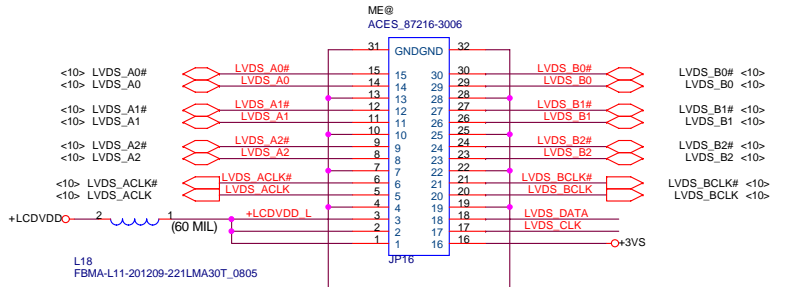 ME@
ACES_87216-3006
31 GNDGND 32
<10> LVDS_A0# LVDS_A0# 15 15 30 30 LVDS_B0# LVDS_B0# <10>
<10> LVDS_A0 LVDS_A0 14 14 29 29 LVDS_B0 LVDS_B0 <10>
13 13 28 28
<10> LVDS_A1# LVDS_A1# 12 12 27 27 LVDS_B1# LVDS_B1# <10>
<10> LVDS_A1 LVDS_A1 11 11 26 26 LVDS_B1 LVDS_B1 <10>
10 10 25 25
<10> LVDS_A2# LVDS_A2# 9 9 24 24 LVDS_B2# LVDS_B2# <10>
<10> LVDS_A2 LVDS_A2 8 8 23 23 LVDS_B2 LVDS_B2 <10>
7 7 22 22
<10> LVDS_ACLK# LVDS_ACLK# 6 6 21 21 LVDS_BCLK# LVDS_BCLK# <10>
<10> LVDS_ACLK LVDS_ACLK 5 5 20 20 LVDS_BCLK LVDS_BCLK <10>
4 4 19 19
+LCDVDD 2 1 +LCDVDD_L 3 3 18 18 LVDS_DATA
(60 MIL) 2 2 17 17 LVDS_CLK
1 1 16 16 +3VS
L18 JP16
FBMA-L11-201209-221LMA30T_0805